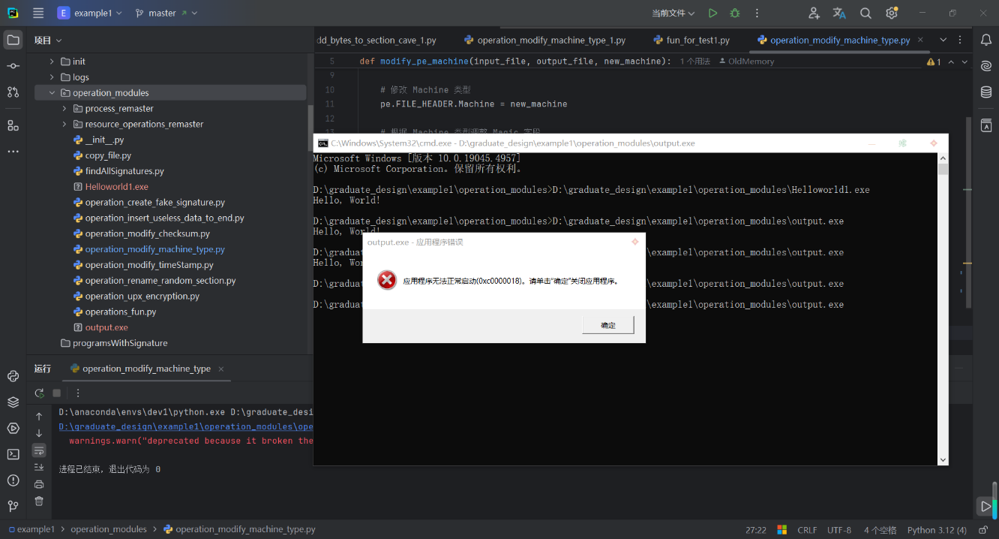 E example1 master 当前文件
项目
dd_bytes_to_section_cave_1.py operation_modify_machine_type_1.py fun_for_test1.py operation_modify_machine_type.py
init
logs
operation_modules
process_remaster
resource_operations_remaster
__init__.py
copy_file.py
findAllSignatures.py
Helloworld1.exe
operation_create_fake_signature.py
operation_insert_useless_data_to_end.py
operation_modify_checksum.py
operation_modify_machine_type.py
operation_modify_timeStamp.py
operation_rename_random_section.py
operation_upx_encryption.py
operations_fun.py
output.exe
programsWithSignature
5 def modify_pe_machine(input_file, output_file, new_machine): 1 个用法 OldMemory 1
9
10 # 修改 Machine 类型
11 pe.FILE_HEADER.Machine = new_machine
12
# 根据 Machine 类型调整 Magic 字段
C:\Windows\System32\cmd.exe - D:\graduate_design\example1\operation_modules\output.exe
Microsoft Windows [版本 10.0.19045.4957]
(c) Microsoft Corporation。保留所有权利。
D:\graduate_design\example1\operation_modules>D:\graduate_design\example1\operation_modules\Helloworld1.exe
Hello, World!
D:\graduate_design\example1\operation_modules>D:\graduate_design\example1\operation_modules\output.exe
Hello, World!
D:\gradua e_design\example1\operation_modules\output.exe
Hello, Wor
D:\gradua e_design\example1\operation_modules\output.exe
D:\gradua e_design\example1\operation_modules\output.exe
output.exe - 应用程序错误
应用程序无法正常启动(0xc0000018)。请单击"确定"关闭应用程序。
确定
运行 operation_modify_machine_type
D:\anaconda\envs\dev1\python.exe D:\graduate_desi
D:\graduate_design\example1\operation_modules\ope
warnings.warn("deprecated because it broken the
进程已结束，退出代码为 0
example1 > operation_modules > operation_modify_machine_type.py 27:22 CRLF UTF-8 4 个空格 Python 3.12 (4)